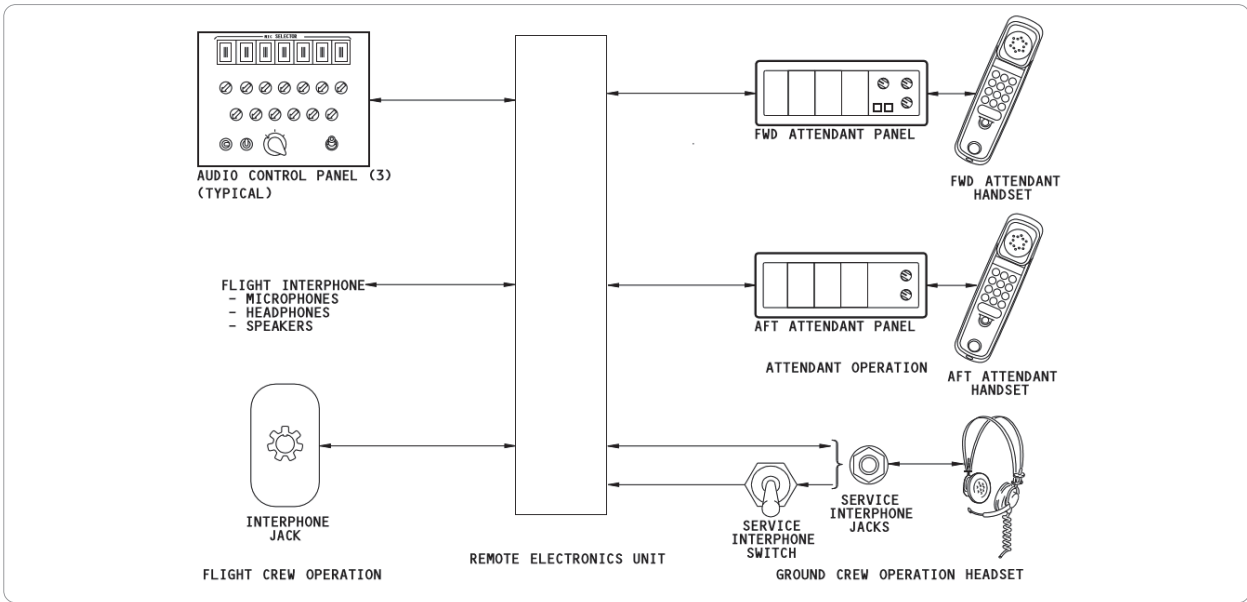 MIC SELECTOR
AUDIO CONTROL PANEL (3)
(TYPICAL)
FLIGHT INTERPHONE
- MICROPHONES
- HEADPHONES
- SPEAKERS
INTERPHONE
JACK
FLIGHT CREW OPERATION
REMOTE ELECTRONICS UNIT
FWD ATTENDANT PANEL
FWD ATTENDANT
HANDSET
AFT ATTENDANT PANEL
ATTENDANT OPERATION
AFT ATTENDANT
HANDSET
SERVICE
INTERPHONE
SWITCH
SERVICE
INTERPHONE
JACKS
GROUND CREW OPERATION HEADSET